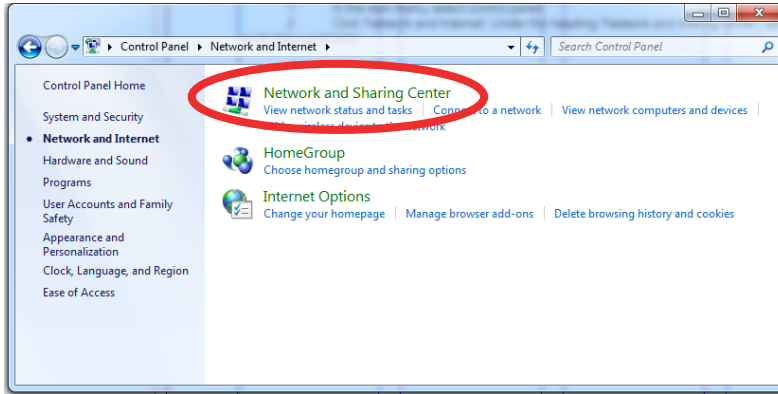 Control Panel
Network and Internet
Search Control Panel
Control Panel Home
System and Security
Network and Internet
Hardware and Sound
Programs
User Accounts and Family
Safety
Appearance and
Personalization
Clock, Language, and Region
Ease of Access
Network and Sharing Center
View network status and tasks
to a network
View network computers and devices
HomeGroup
Choose homegroup and sharing options
Internet Options
Change your homepage
Manage browser add-ons
Delete browsing history and cookies